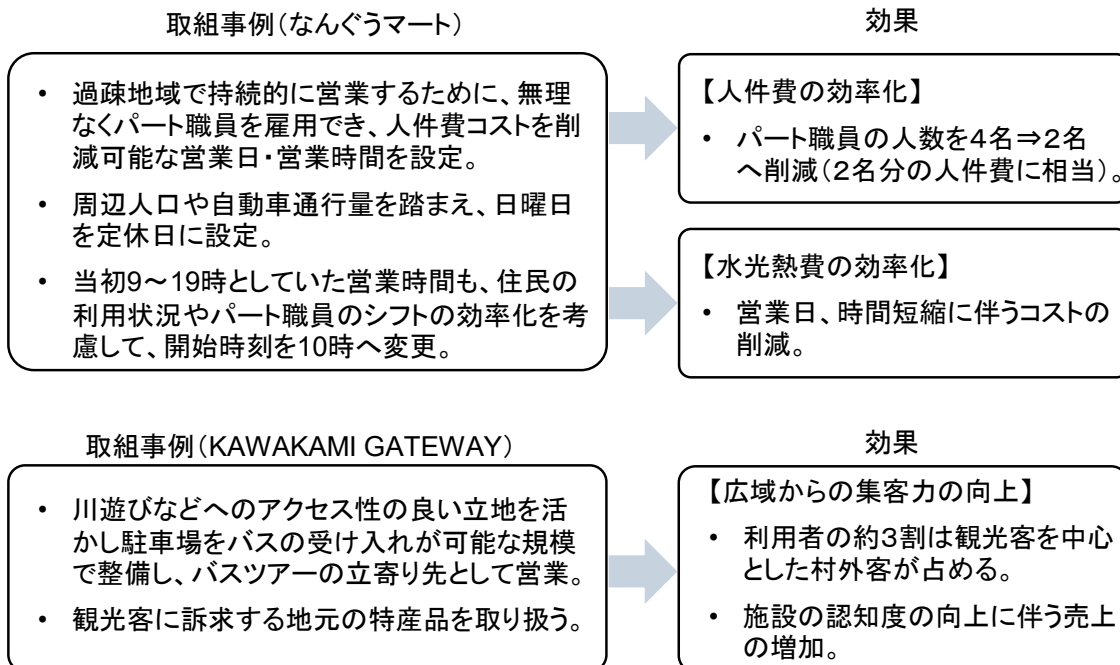 取組事例(なんぐうマート)
効果
• 過疎地域で持続的に営業するために、無理
なくパート職員を雇用でき、人件費コストを削
減可能な営業日・営業時間を設定。
• 周辺人口や自動車通行量を踏まえ、日曜日
を定休日に設定。
• 当初9～19時としていた営業時間も、住民の
利用状況やパート職員のシフトの効率化を考
慮して、開始時刻を10時へ変更。
【人件費の効率化】
• パート職員の人数を4名⇒2名
へ削減(2名分の人件費に相当)。
【水光熱費の効率化】
• 営業日、時間短縮に伴うコストの
削減。
取組事例(KAWAKAMI GATEWAY)
効果
• 川遊びなどへのアクセス性の良い立地を活
かし駐車場をバスの受け入れが可能な規模
で整備し、バスツアーの立寄り先として営業。
• 観光客に訴求する地元の特産品を取り扱う。
【広域からの集客力の向上】
• 利用者の約3割は観光客を中心
とした村外客が占める。
• 施設の認知度の向上に伴う売上
の増加。